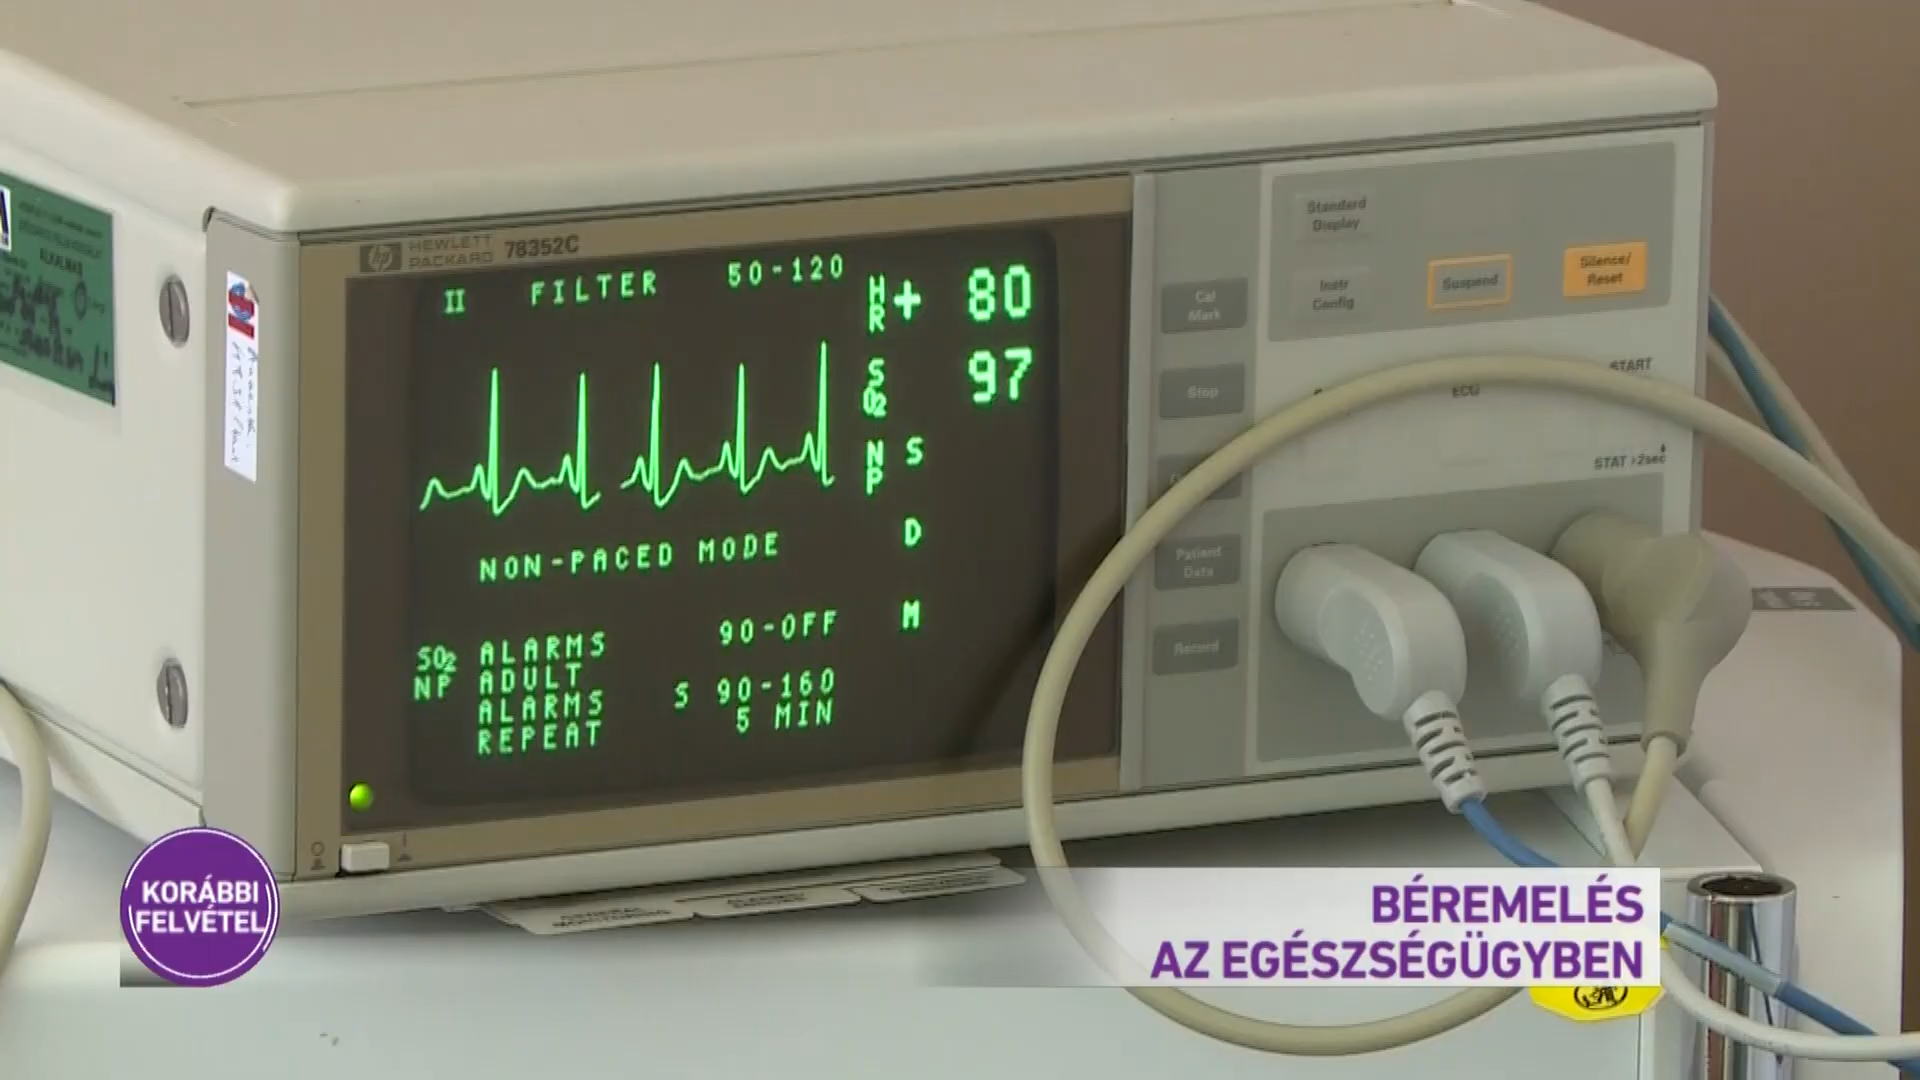 HEWLETT
PACKARD
78352C
II FILTER 50-120
HR + 80
SO2 97
NP S
D
M
NON-PACED MODE
SO2 ALARMS 90-OFF
NP ADULT
ALARMS S 90-160
REPEAT 5 MIN
Cal
Mark
Stop
Patient
Data
Record
Standard
Display
Instr
Config
Suspend
Silence/
Reset
ECG
START
STAT >2sec
ALKALMAS
KORÁBBI
FELVÉTEL
BÉREMELÉS
AZ EGÉSZSÉGÜGYBEN